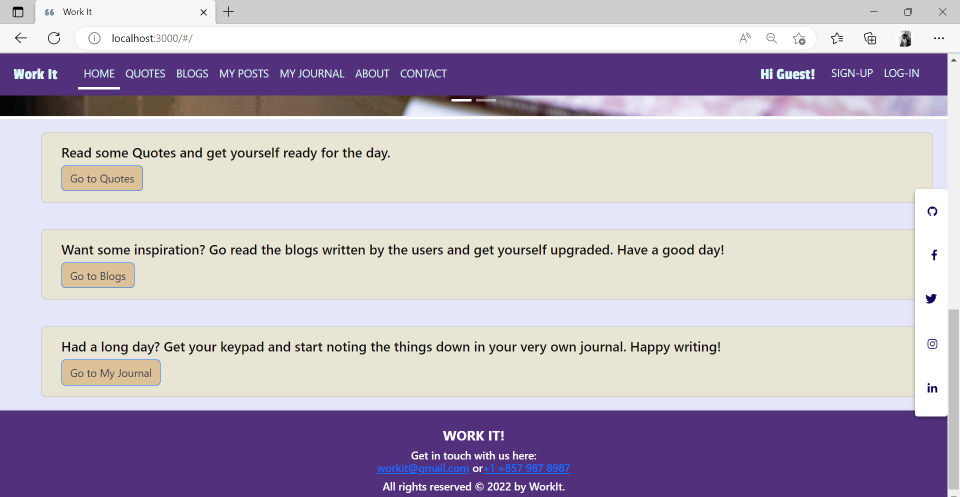 Work It
localhost:3000/#/
Work It HOME QUOTES BLOGS MY POSTS MY JOURNAL ABOUT CONTACT Hi Guest! SIGN-UP LOG-IN
Read some Quotes and get yourself ready for the day.
Go to Quotes
Want some inspiration? Go read the blogs written by the users and get yourself upgraded. Have a good day!
Go to Blogs
Had a long day? Get your keypad and start noting the things down in your very own journal. Happy writing!
Go to My Journal
WORK IT!
Get in touch with us here:
workit@gmail.com or +1 +857 987 8987
All rights reserved © 2022 by WorkIt.